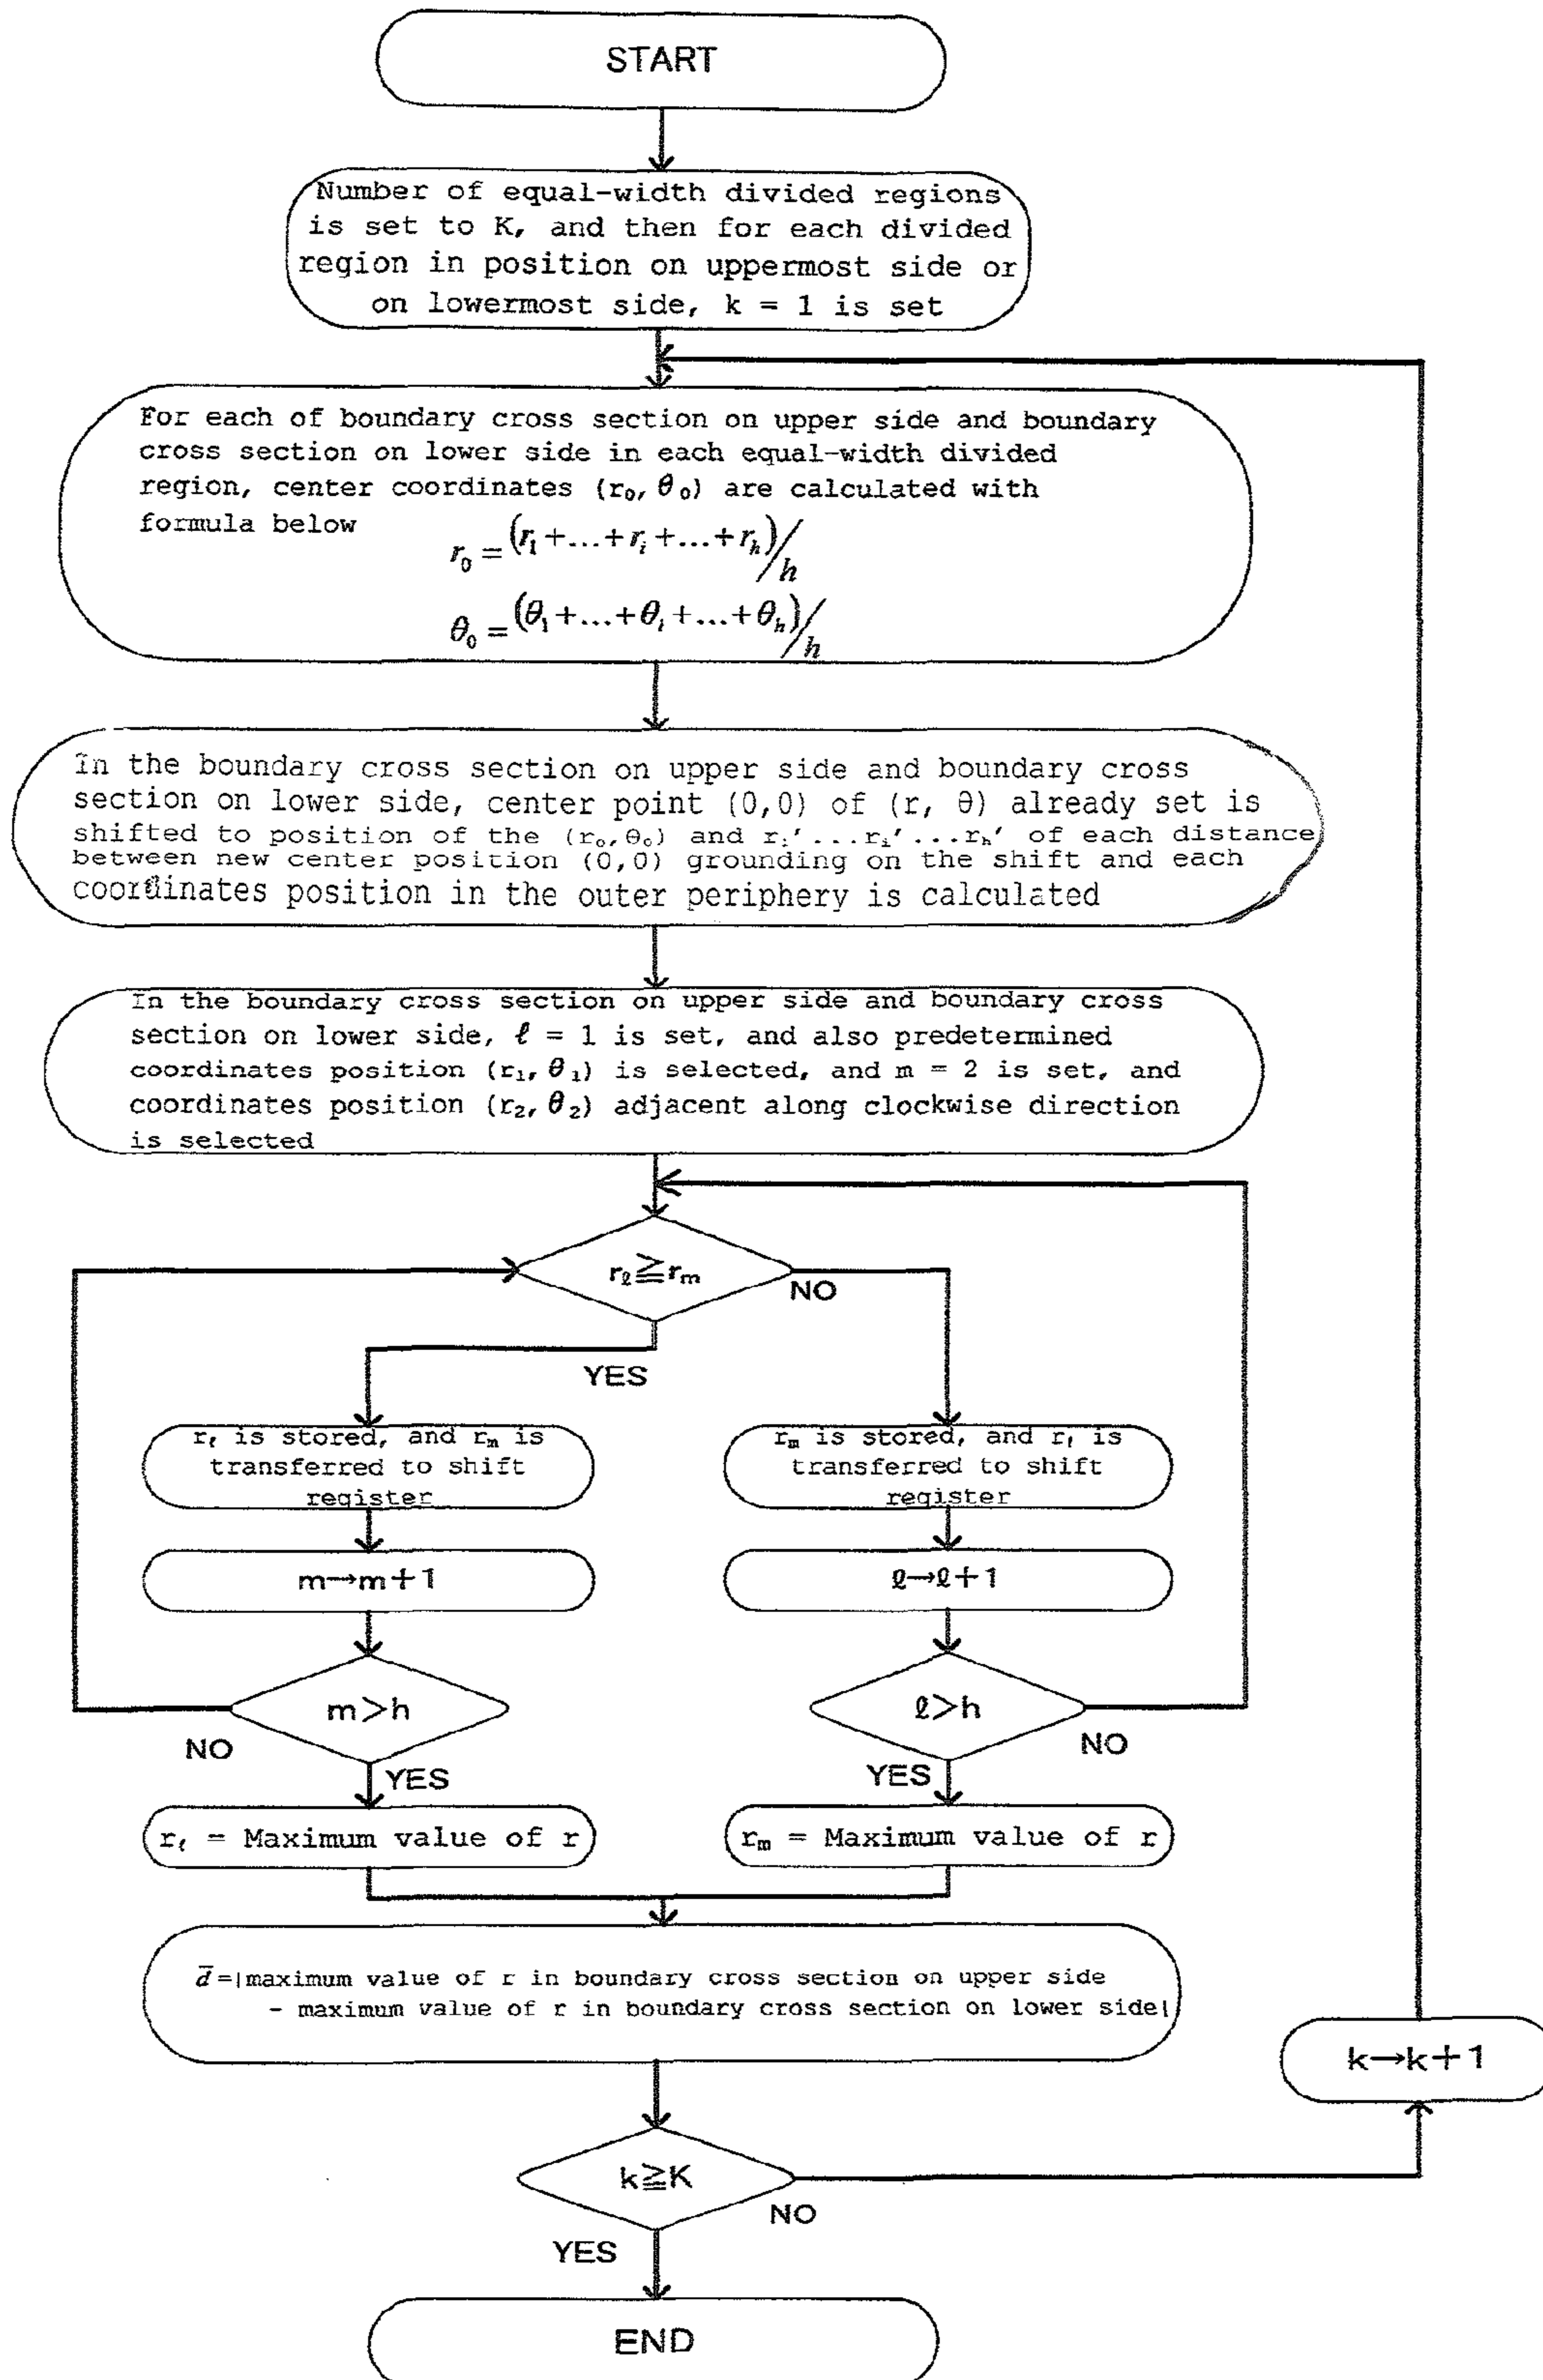 START
Number of equal-width divided regions
is set to K, and then for each divided
region in position on uppermost side or
on lowermost side, k = 1 is set
For each of boundary cross section on upper side and boundary
cross section on lower side in each equal-width divided
region, center coordinates (r₀, θ₀) are calculated with
formula below
r₀ = (r₁+...+rᵢ+...+rₕ)/h
θ₀ = (θ₁+...+θᵢ+...+θₕ)/h
In the boundary cross section on upper side and boundary cross
section on lower side, center point (0,0) of (r, θ) already set is
shifted to position of the (r₀,θ₀) and r₁′...rᵢ′...rₕ′ of each distance
between new center position (0,0) grounding on the shift and each
coordinates position in the outer periphery is calculated
In the boundary cross section on upper side and boundary cross
section on lower side, ℓ = 1 is set, and also predetermined
coordinates position (r₁, θ₁) is selected, and m = 2 is set, and
coordinates position (r₂, θ₂) adjacent along clockwise direction
is selected
r_ℓ≧rₘ
NO
YES
r_ℓ is stored, and rₘ is
transferred to shift
register
rₘ is stored, and r_ℓ is
transferred to shift
register
m→m+1
ℓ→ℓ+1
m>h
ℓ>h
NO
NO
YES
YES
r_ℓ = Maximum value of r
rₘ = Maximum value of r
d̄=|maximum value of r in boundary cross section on upper side
- maximum value of r in boundary cross section on lower side|
k→k+1
k≧K
NO
YES
END